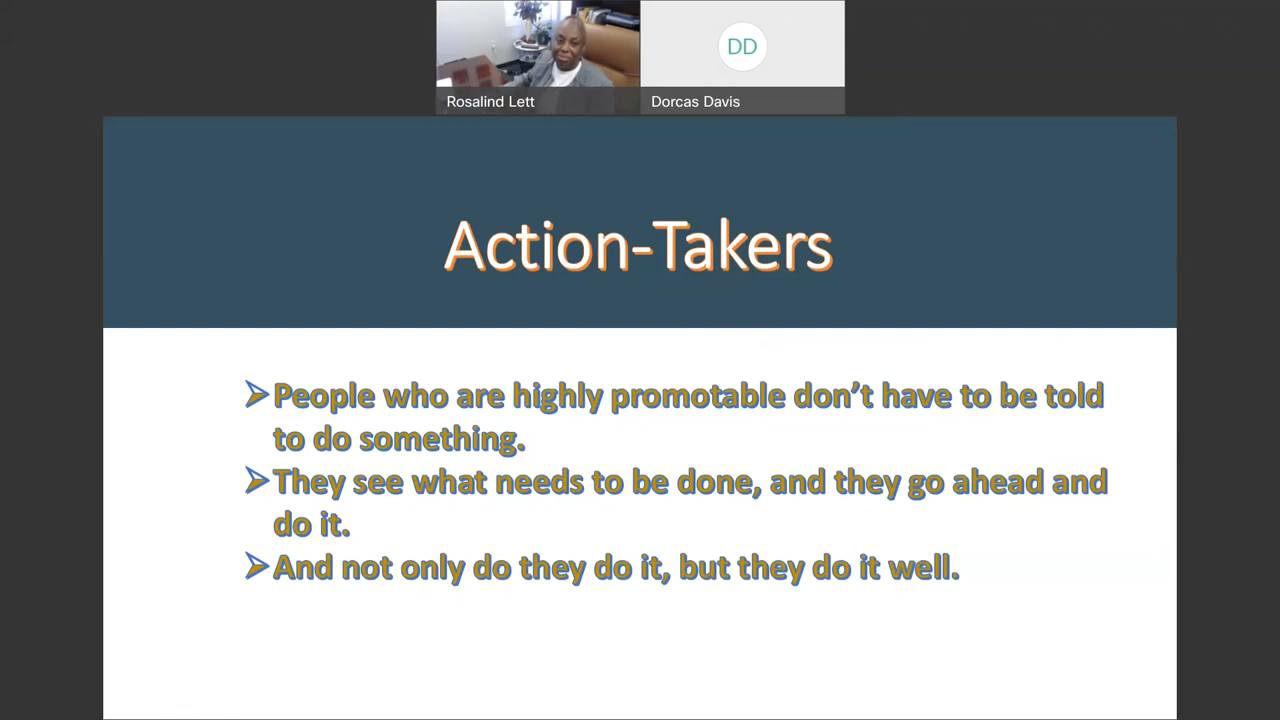 DD
Rosalind Lett
Dorcas Davis
Action-Takers
People who are highly promotable don’t have to be told
to do something.
They see what needs to be done, and they go ahead and
do it.
And not only do they do it, but they do it well.